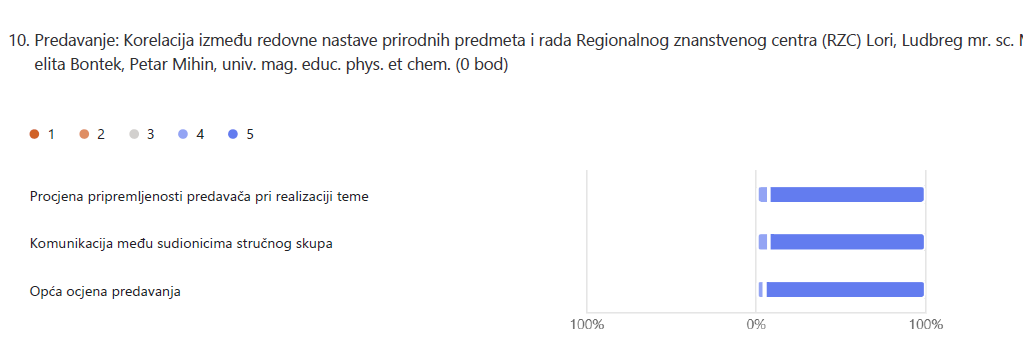 10. Predavanje: Korelacija između redovne nastave prirodnih predmeta i rada Regionalnog znanstvenog centra (RZC) Lori, Ludbreg mr. sc.
elita Bontek, Petar Mihin, univ. mag. educ. phys. et chem. (0 bod)
1 2 3 4 5
Procjena pripremljenosti predavača pri realizaciji teme
Komunikacija među sudionicima stručnog skupa
Opća ocjena predavanja
100% 0% 100%